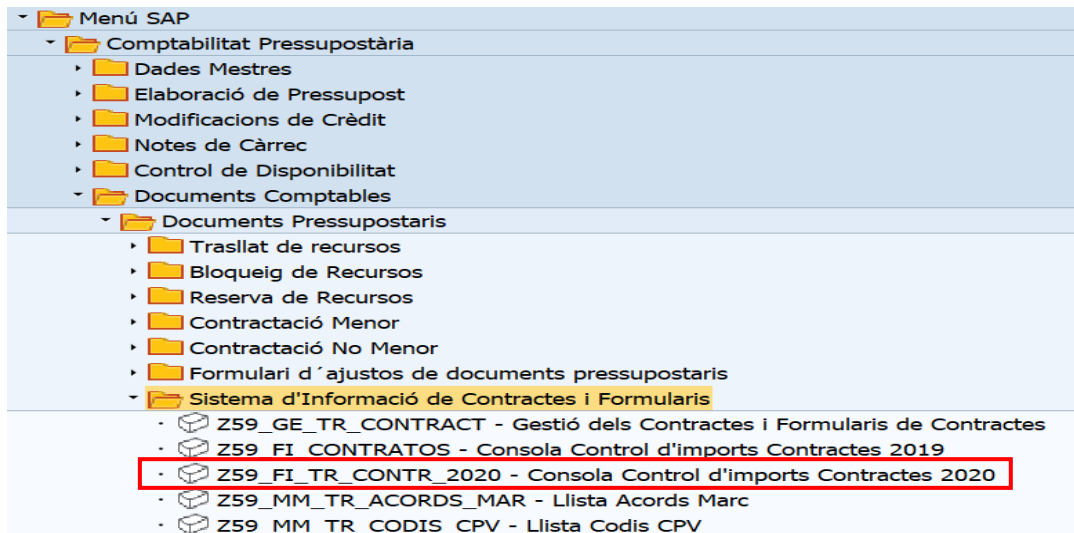 Menú SAP
Comptabilitat Pressupostària
Dades Mestres
Elaboració de Pressupost
Modificacions de Crèdit
Notes de Càrrec
Control de Disponibilitat
Documents Comptables
Documents Pressupostaris
Trasllat de recursos
Bloqueig de Recursos
Reserva de Recursos
Contractació Menor
Contractació No Menor
Formulari d´ajustos de documents pressupostaris
Sistema d'Informació de Contractes i Formularis
Z59_GE_TR_CONTRACT - Gestió dels Contractes i Formularis de Contractes
Z59_FI_CONTRATOS - Consola Control d'imports Contractes 2019
Z59_FI_TR_CONTR_2020 - Consola Control d'imports Contractes 2020
Z59_MM_TR_ACORDS_MAR - Llista Acords Marc
Z59_MM_TR_CODIS_CPV - Llista Codis CPV